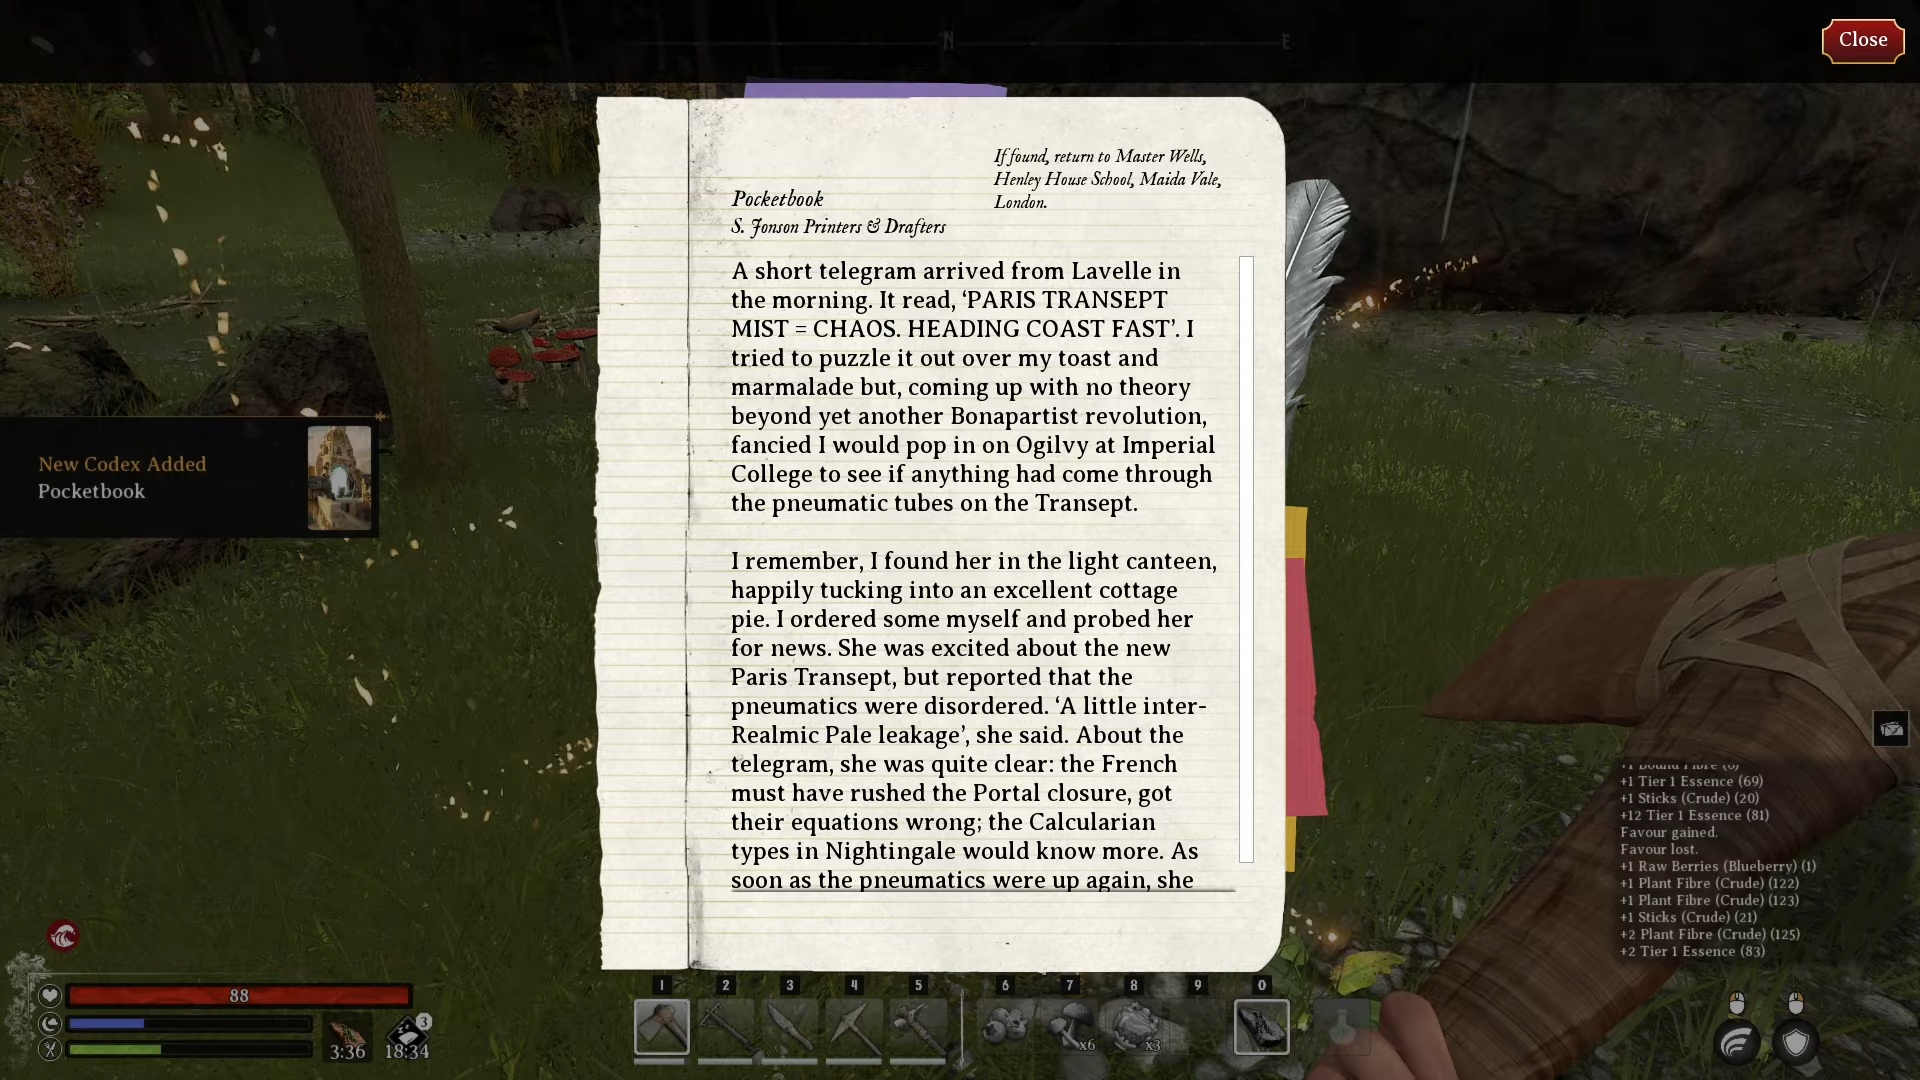 N
E
Close
If found, return to Master Wells,
Henley House School, Maida Vale,
London.
Pocketbook
S. Jonson Printers & Drafters
A short telegram arrived from Lavelle in
the morning. It read, ‘PARIS TRANSEPT
MIST = CHAOS. HEADING COAST FAST’. I
tried to puzzle it out over my toast and
marmalade but, coming up with no theory
beyond yet another Bonapartist revolution,
fancied I would pop in on Ogilvy at Imperial
College to see if anything had come through
the pneumatic tubes on the Transept.
I remember, I found her in the light canteen,
happily tucking into an excellent cottage
pie. I ordered some myself and probed her
for news. She was excited about the new
Paris Transept, but reported that the
pneumatics were disordered. ‘A little inter-
Realmic Pale leakage’, she said. About the
telegram, she was quite clear: the French
must have rushed the Portal closure, got
their equations wrong; the Calcularian
types in Nightingale would know more. As
soon as the pneumatics were up again, she
New Codex Added
Pocketbook
+1 Bound Fibre (6)
+1 Tier 1 Essence (69)
+1 Sticks (Crude) (20)
+12 Tier 1 Essence (81)
Favour gained.
Favour lost.
+1 Raw Berries (Blueberry) (1)
+1 Plant Fibre (Crude) (122)
+1 Plant Fibre (Crude) (123)
+1 Sticks (Crude) (21)
+2 Plant Fibre (Crude) (125)
+2 Tier 1 Essence (83)
88
3:36
3
18:34
1 2 3 4 5 6 7 8 9 0
x6
x3